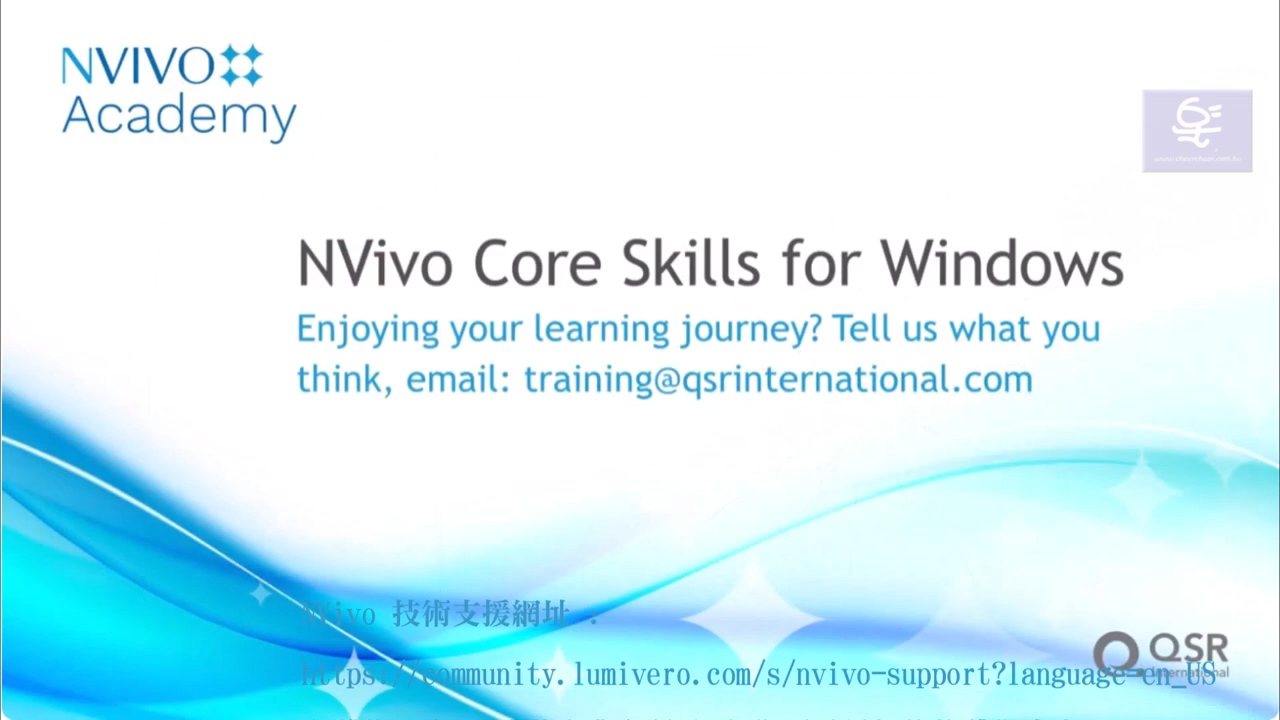 NVIVO
Academy
NVivo Core Skills for Windows
Enjoying your learning journey? Tell us what you
think, email: training@qsrinternational.com
NVivo 技術支援網址 :
https://community.lumivero.com/s/nvivo-support?language=en_US
QSR
International